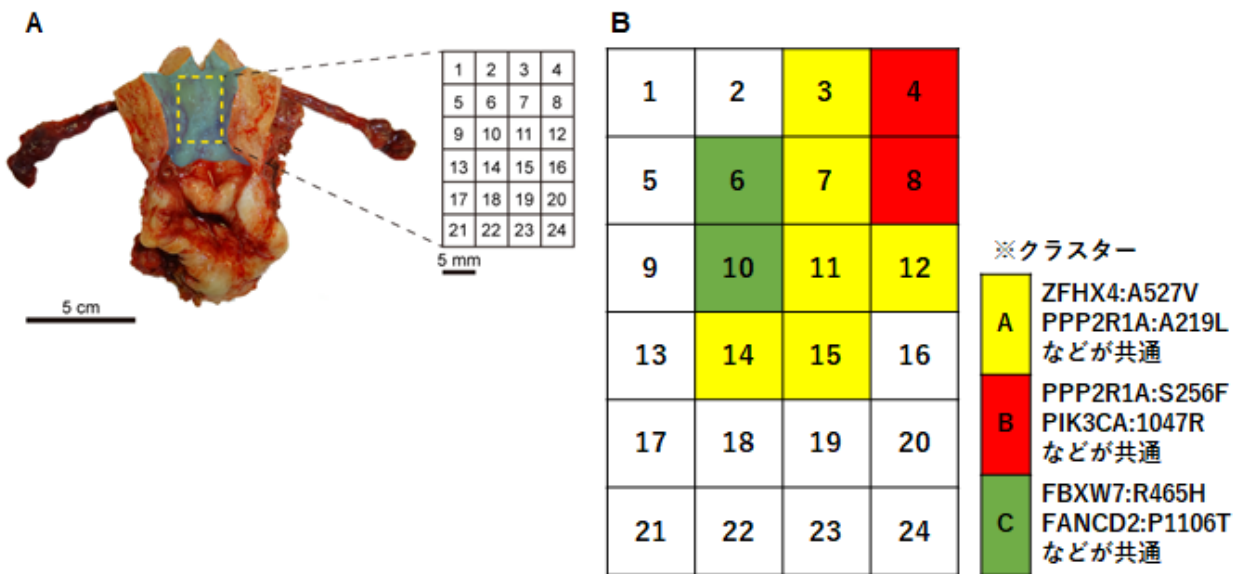 A
1 2 3 4
5 6 7 8
9 10 11 12
13 14 15 16
17 18 19 20
21 22 23 24
5 mm
5 cm
B
1 2 3 4
5 6 7 8
9 10 11 12
13 14 15 16
17 18 19 20
21 22 23 24
※クラスター
A
ZFHX4:A527V
PPP2R1A:A219L
などが共通
B
PPP2R1A:S256F
PIK3CA:1047R
などが共通
C
FBXW7:R465H
FANCD2:P1106T
などが共通